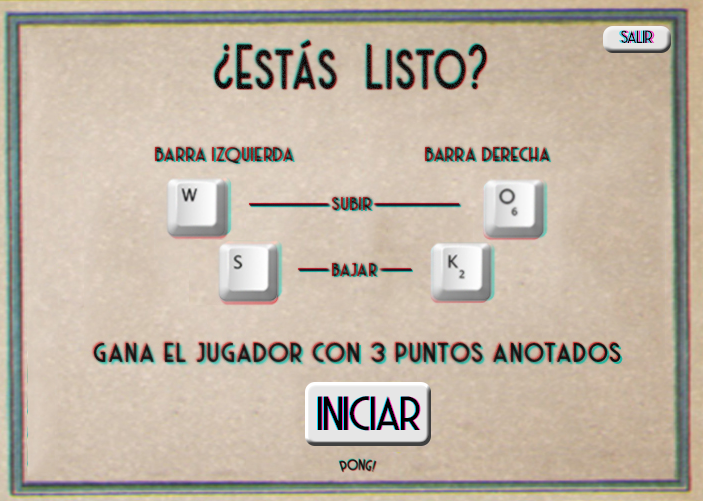 SALIR
¿ESTÁS LISTO?
BARRA IZQUIERDA BARRA DERECHA
W SUBIR O 6
S BAJAR K 2
GANA EL JUGADOR CON 3 PUNTOS ANOTADOS
INICIAR
PONG!